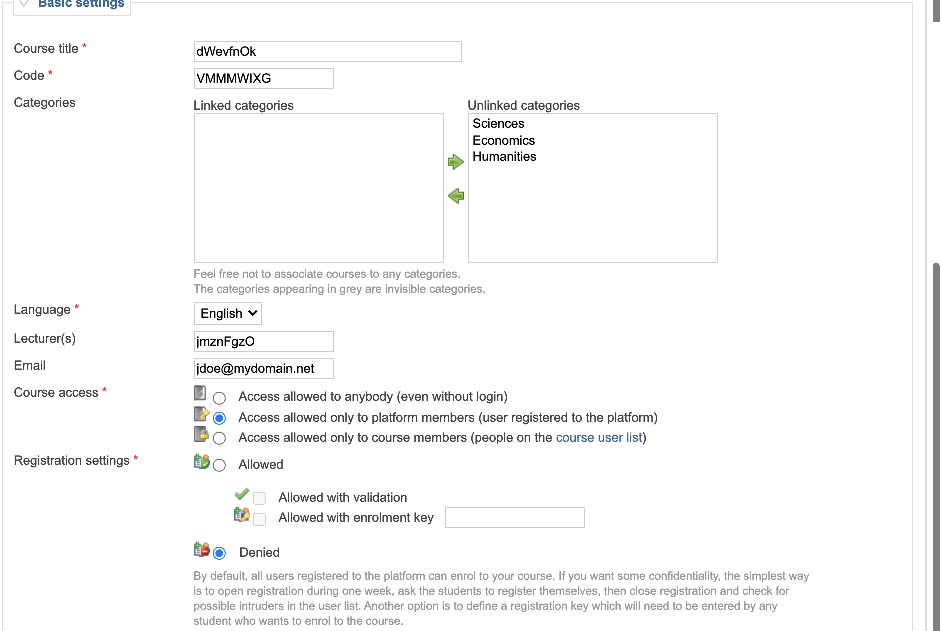 Basic settings
Course title *
dWevfnOk
Code *
VMMMWIXG
Categories
Linked categories
Unlinked categories
Sciences
Economics
Humanities
Feel free not to associate courses to any categories.
The categories appearing in grey are invisible categories.
Language *
English
Lecturer(s)
jmznFgzO
Email
jdoe@mydomain.net
Course access *
Access allowed to anybody (even without login)
Access allowed only to platform members (user registered to the platform)
Access allowed only to course members (people on the course user list)
Registration settings *
Allowed
Allowed with validation
Allowed with enrolment key
Denied
By default, all users registered to the platform can enrol to your course. If you want some confidentiality, the simplest way
is to open registration during one week, ask the students to register themselves, then close registration and check for
possible intruders in the user list. Another option is to define a registration key which will need to be entered by any
student who wants to enrol to the course.